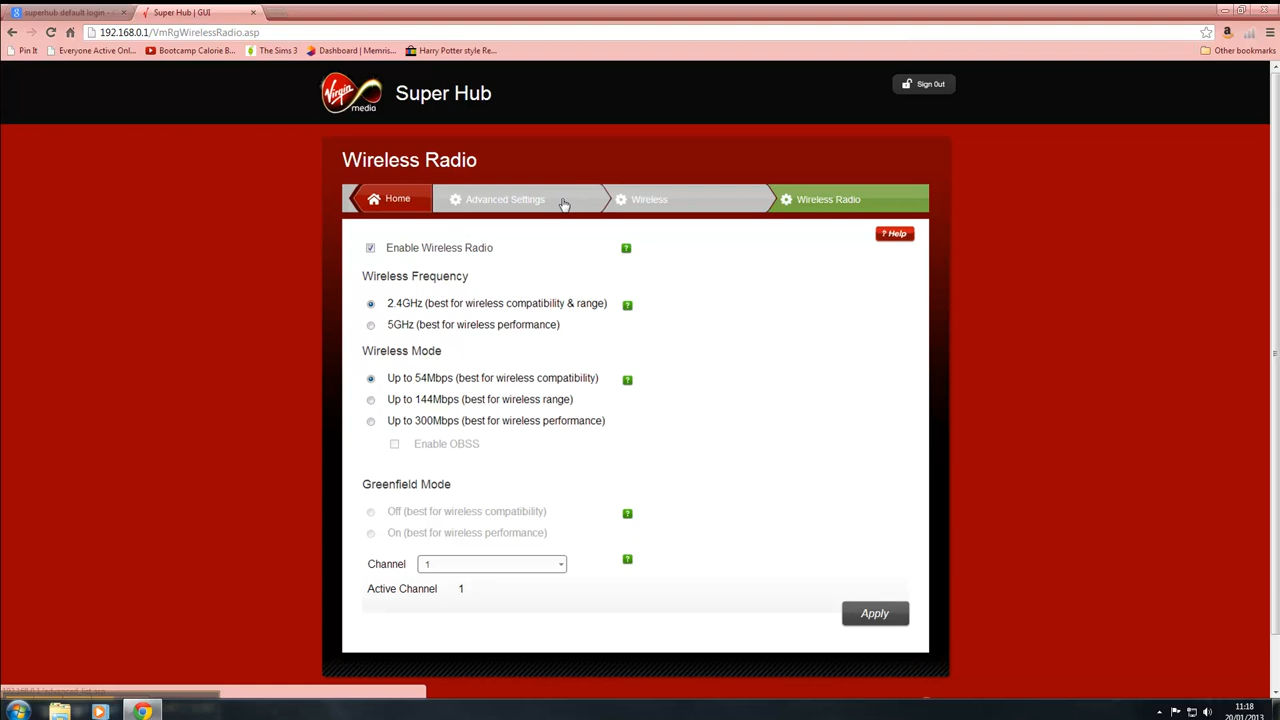 superhub default login -
Super Hub | GUI
192.168.0.1/VmRgWirelessRadio.asp
Pin It
Everyone Active Onl...
Bootcamp Calorie B...
The Sims 3
Dashboard | Memris...
Harry Potter style Re...
Other bookmarks
Virgin media
Super Hub
Sign Out
Wireless Radio
Home
Advanced Settings
Wireless
Wireless Radio
? Help
Enable Wireless Radio ?
Wireless Frequency
2.4GHz (best for wireless compatibility & range) ?
5GHz (best for wireless performance)
Wireless Mode
Up to 54Mbps (best for wireless compatibility) ?
Up to 144Mbps (best for wireless range)
Up to 300Mbps (best for wireless performance)
Enable OBSS
Greenfield Mode
Off (best for wireless compatibility) ?
On (best for wireless performance)
Channel 1 ?
Active Channel 1
Apply
11:18
20/01/2013